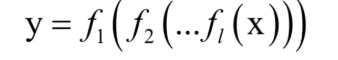 y = f₁(f₂(...fₗ(x)))